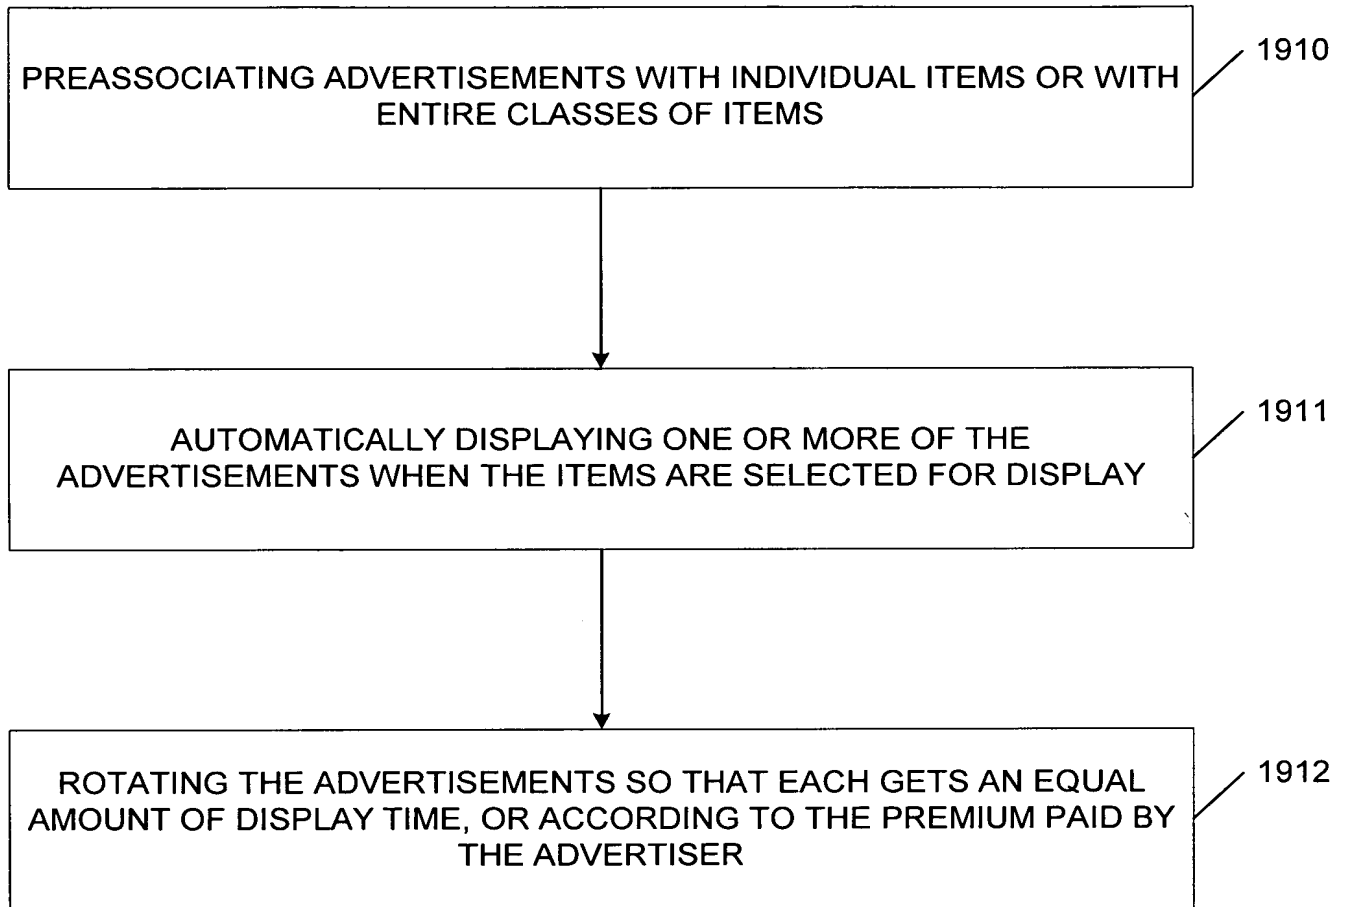 1910
PREASSOCIATING ADVERTISEMENTS WITH INDIVIDUAL ITEMS OR WITH
ENTIRE CLASSES OF ITEMS
1911
AUTOMATICALLY DISPLAYING ONE OR MORE OF THE
ADVERTISEMENTS WHEN THE ITEMS ARE SELECTED FOR DISPLAY
1912
ROTATING THE ADVERTISEMENTS SO THAT EACH GETS AN EQUAL
AMOUNT OF DISPLAY TIME, OR ACCORDING TO THE PREMIUM PAID BY
THE ADVERTISER